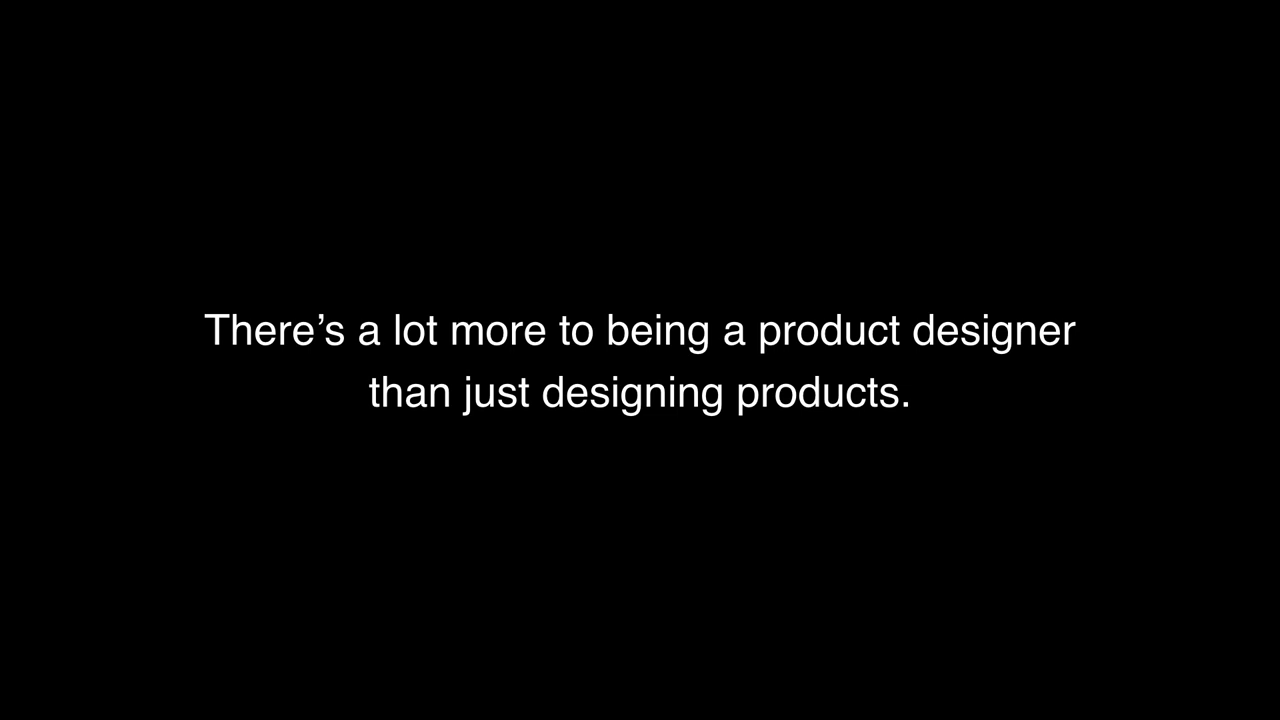 There’s a lot more to being a product designer
than just designing products.